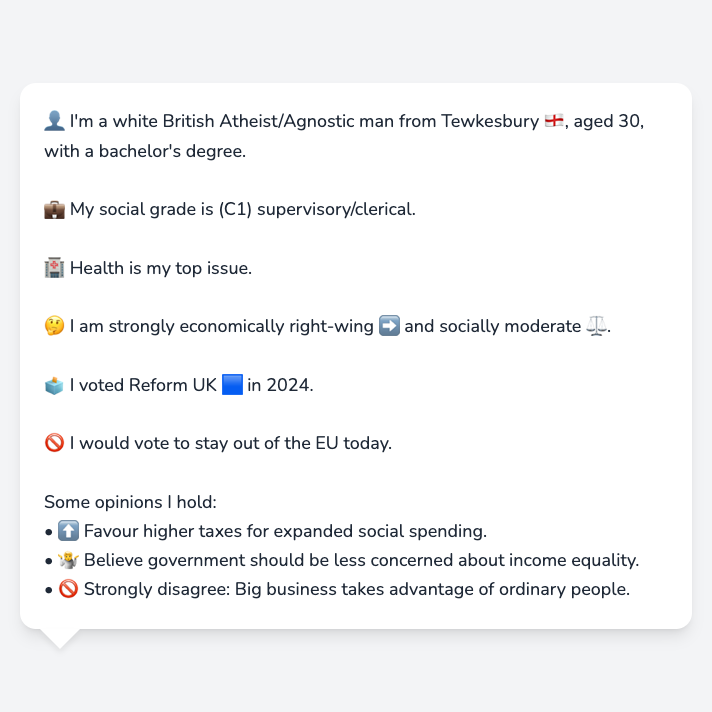 👤 I'm a white British Atheist/Agnostic man from Tewkesbury 🏴󠁧󠁢󠁥󠁮󠁧󠁿, aged 30,
with a bachelor's degree.
💼 My social grade is (C1) supervisory/clerical.
🏥 Health is my top issue.
🤔 I am strongly economically right-wing ➡️ and socially moderate ⚖️.
🗳️ I voted Reform UK 🟦 in 2024.
🚫 I would vote to stay out of the EU today.
Some opinions I hold:
• ⬆️ Favour higher taxes for expanded social spending.
• 🤷 Believe government should be less concerned about income equality.
• 🚫 Strongly disagree: Big business takes advantage of ordinary people.